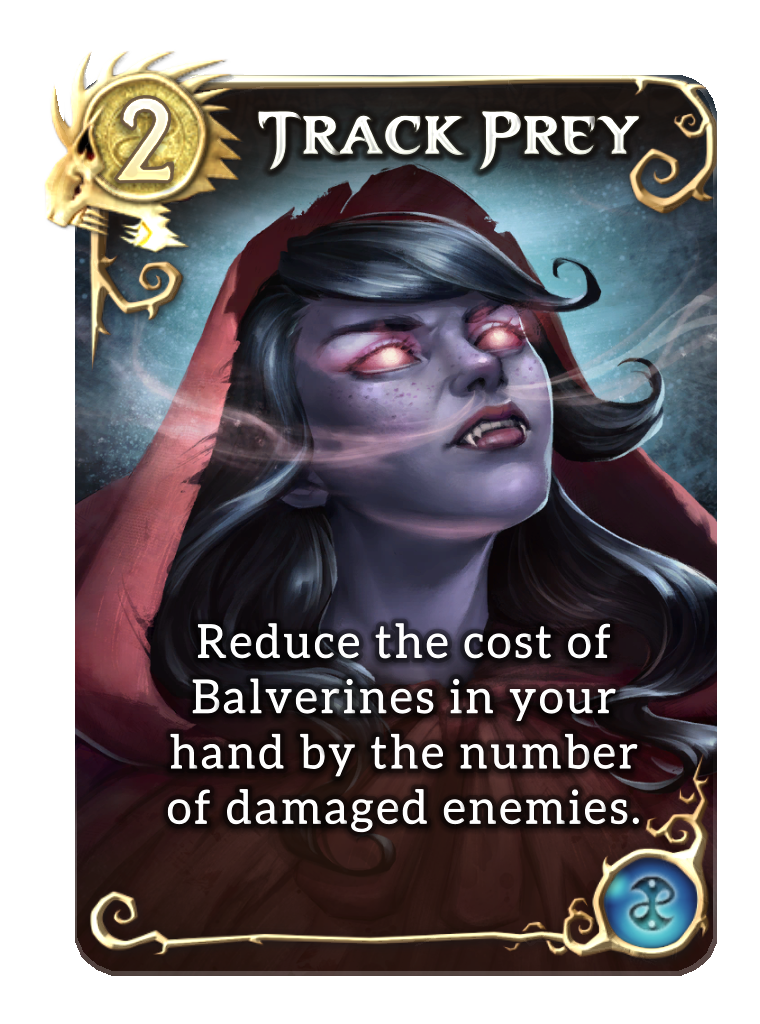 2
Track Prey
Reduce the cost of
Balverines in your
hand by the number
of damaged enemies.